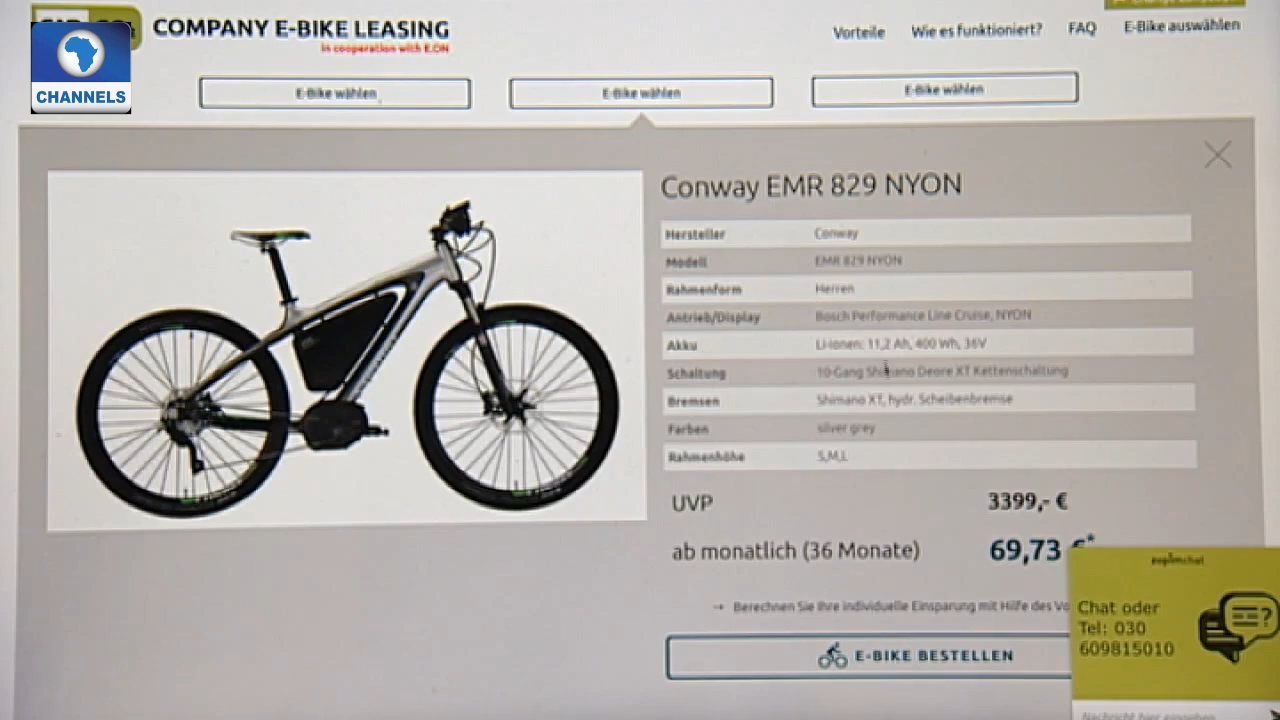 COMPANY E-BIKE LEASING
in cooperation with E.ON
CHANNELS
Vorteile
Wie es funktioniert?
FAQ
E-Bike auswählen
E-Bike wählen
E-Bike wählen
E-Bike wählen
Conway EMR 829 NYON
Hersteller Conway
Modell EMR 829 NYON
Rahmenform Herren
Antrieb/Display Bosch Performance Line Cruise, NYON
Akku Li-Ionen: 11,2 Ah, 400 Wh, 36V
Schaltung 10-Gang Shimano Deore XT Kettenschaltung
Bremsen Shimano XT, hydr. Scheibenbremse
Farben silver grey
Rahmenhöhe S,M,L
UVP 3399,- €
ab monatlich (36 Monate) 69,73 €*
→ Berechnen Sie Ihre individuelle Einsparung mit Hilfe des Vo
E-BIKE BESTELLEN
Chat oder
Tel: 030
609815010
Nachricht hier eingeben